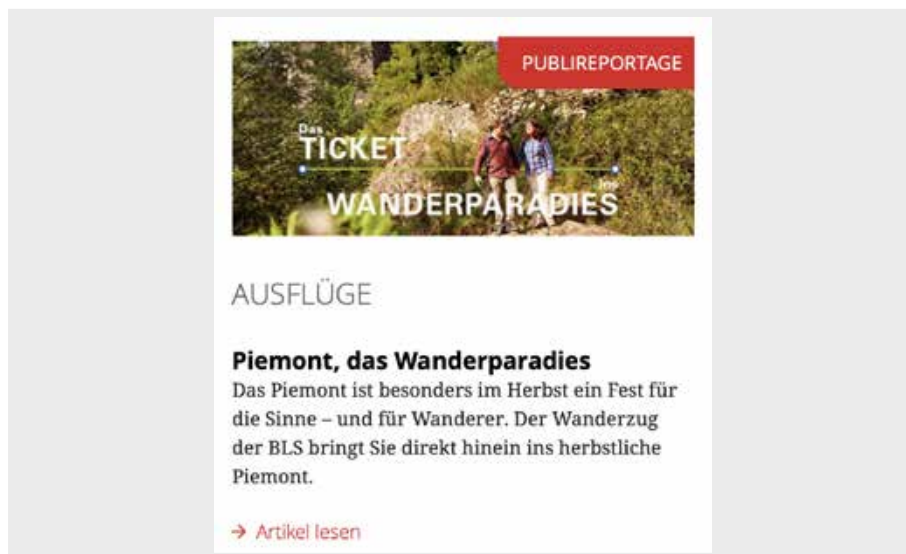 PUBLIREPORTAGE
Das
TICKET
ins
WANDERPARADIES
AUSFLÜGE
Piemont, das Wanderparadies
Das Piemont ist besonders im Herbst ein Fest für
die Sinne – und für Wanderer. Der Wanderzug
der BLS bringt Sie direkt hinein ins herbstliche
Piemont.
→ Artikel lesen